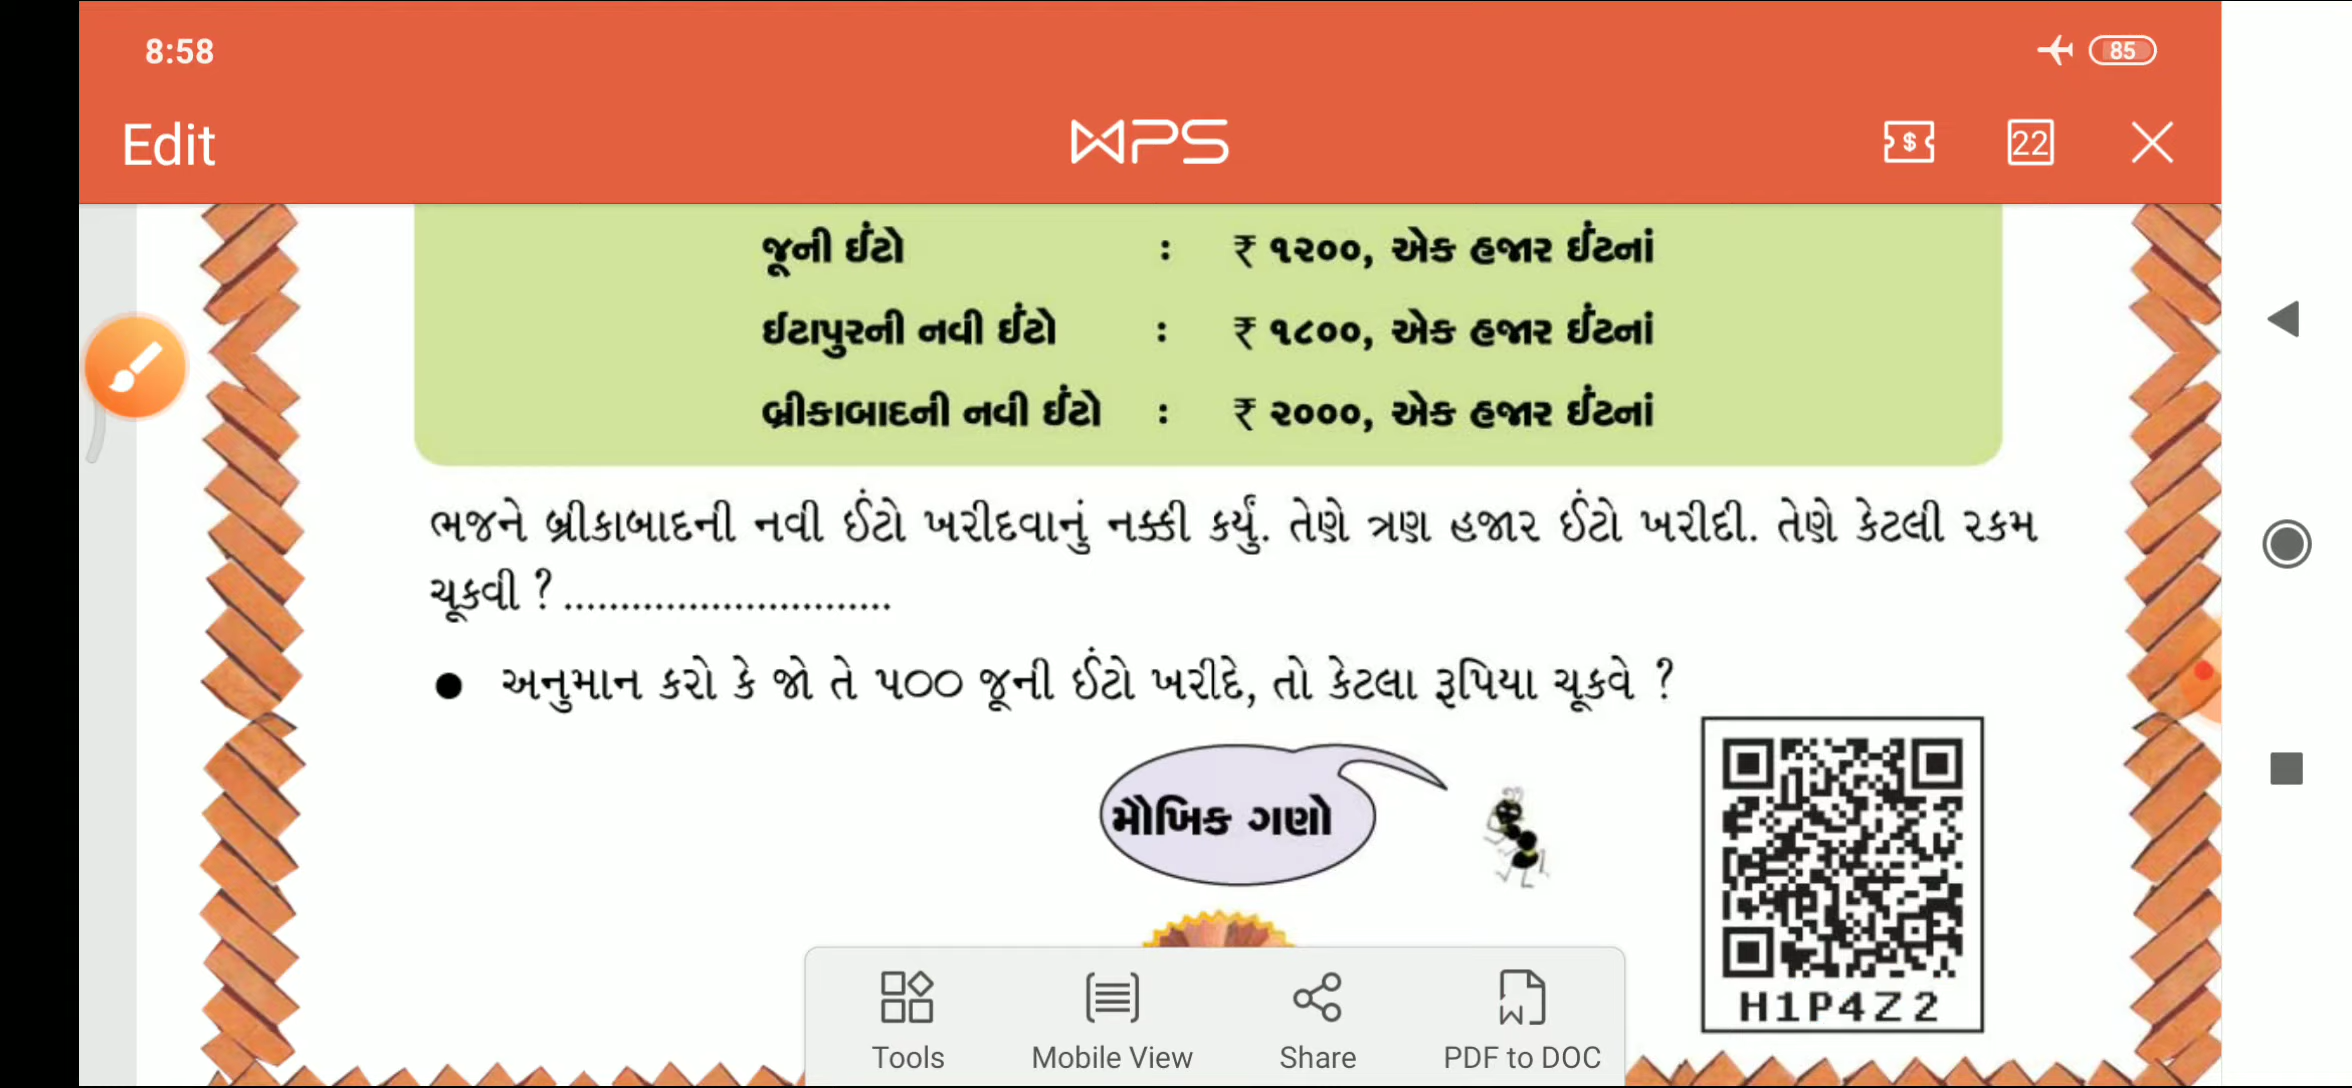 8:58
85
Edit
WPS
22
જૂની ઈંટો : ₹ ૧૨૦૦, એક હજાર ઈંટનાં
ઈંટાપુરની નવી ઈંટો : ₹ ૧૮૦૦, એક હજાર ઈંટનાં
બ્રીકાબાદની નવી ઈંટો : ₹ ૨૦૦૦, એક હજાર ઈંટનાં
ભજને બ્રીકાબાદની નવી ઈંટો ખરીદવાનું નક્કી કર્યું. તેણે ત્રણ હજાર ઈંટો ખરીદી. તેણે કેટલી રકમ
ચૂકવી ? .............................
● અનુમાન કરો કે જો તે ૫૦૦ જૂની ઈંટો ખરીદે, તો કેટલા રૂપિયા ચૂકવે ?
મૌખિક ગણો
H1P4Z2
Tools Mobile View Share PDF to DOC